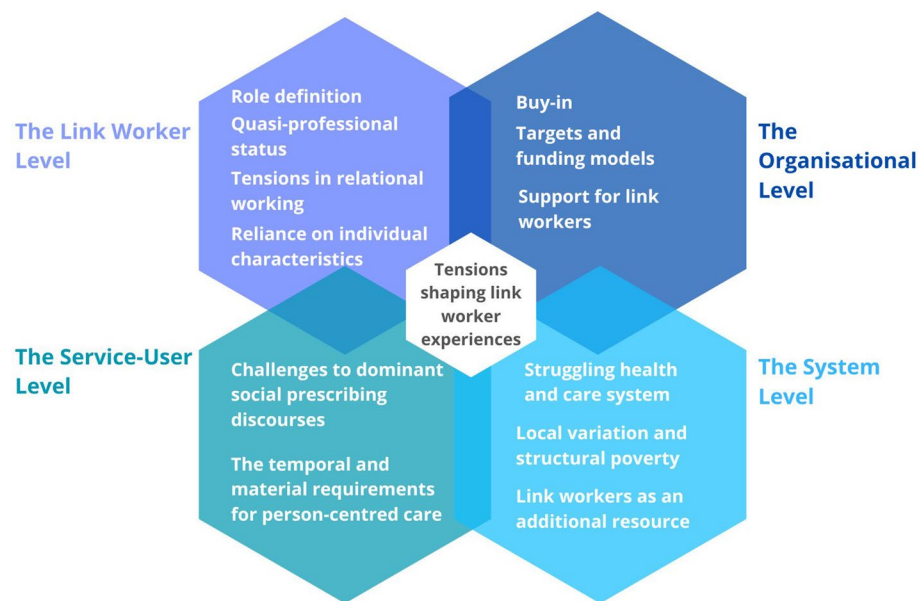 The Link Worker
Level
Role definition
Quasi-professional
status
Tensions in relational
working
Reliance on individual
characteristics
Buy-in
Targets and
funding models
Support for link
workers
The
Organisational
Level
Tensions
shaping link
worker
experiences
The Service-User
Level
Challenges to dominant
social prescribing
discourses
The temporal and
material requirements
for person-centred care
Struggling health
and care system
Local variation and
structural poverty
Link workers as an
additional resource
The System
Level